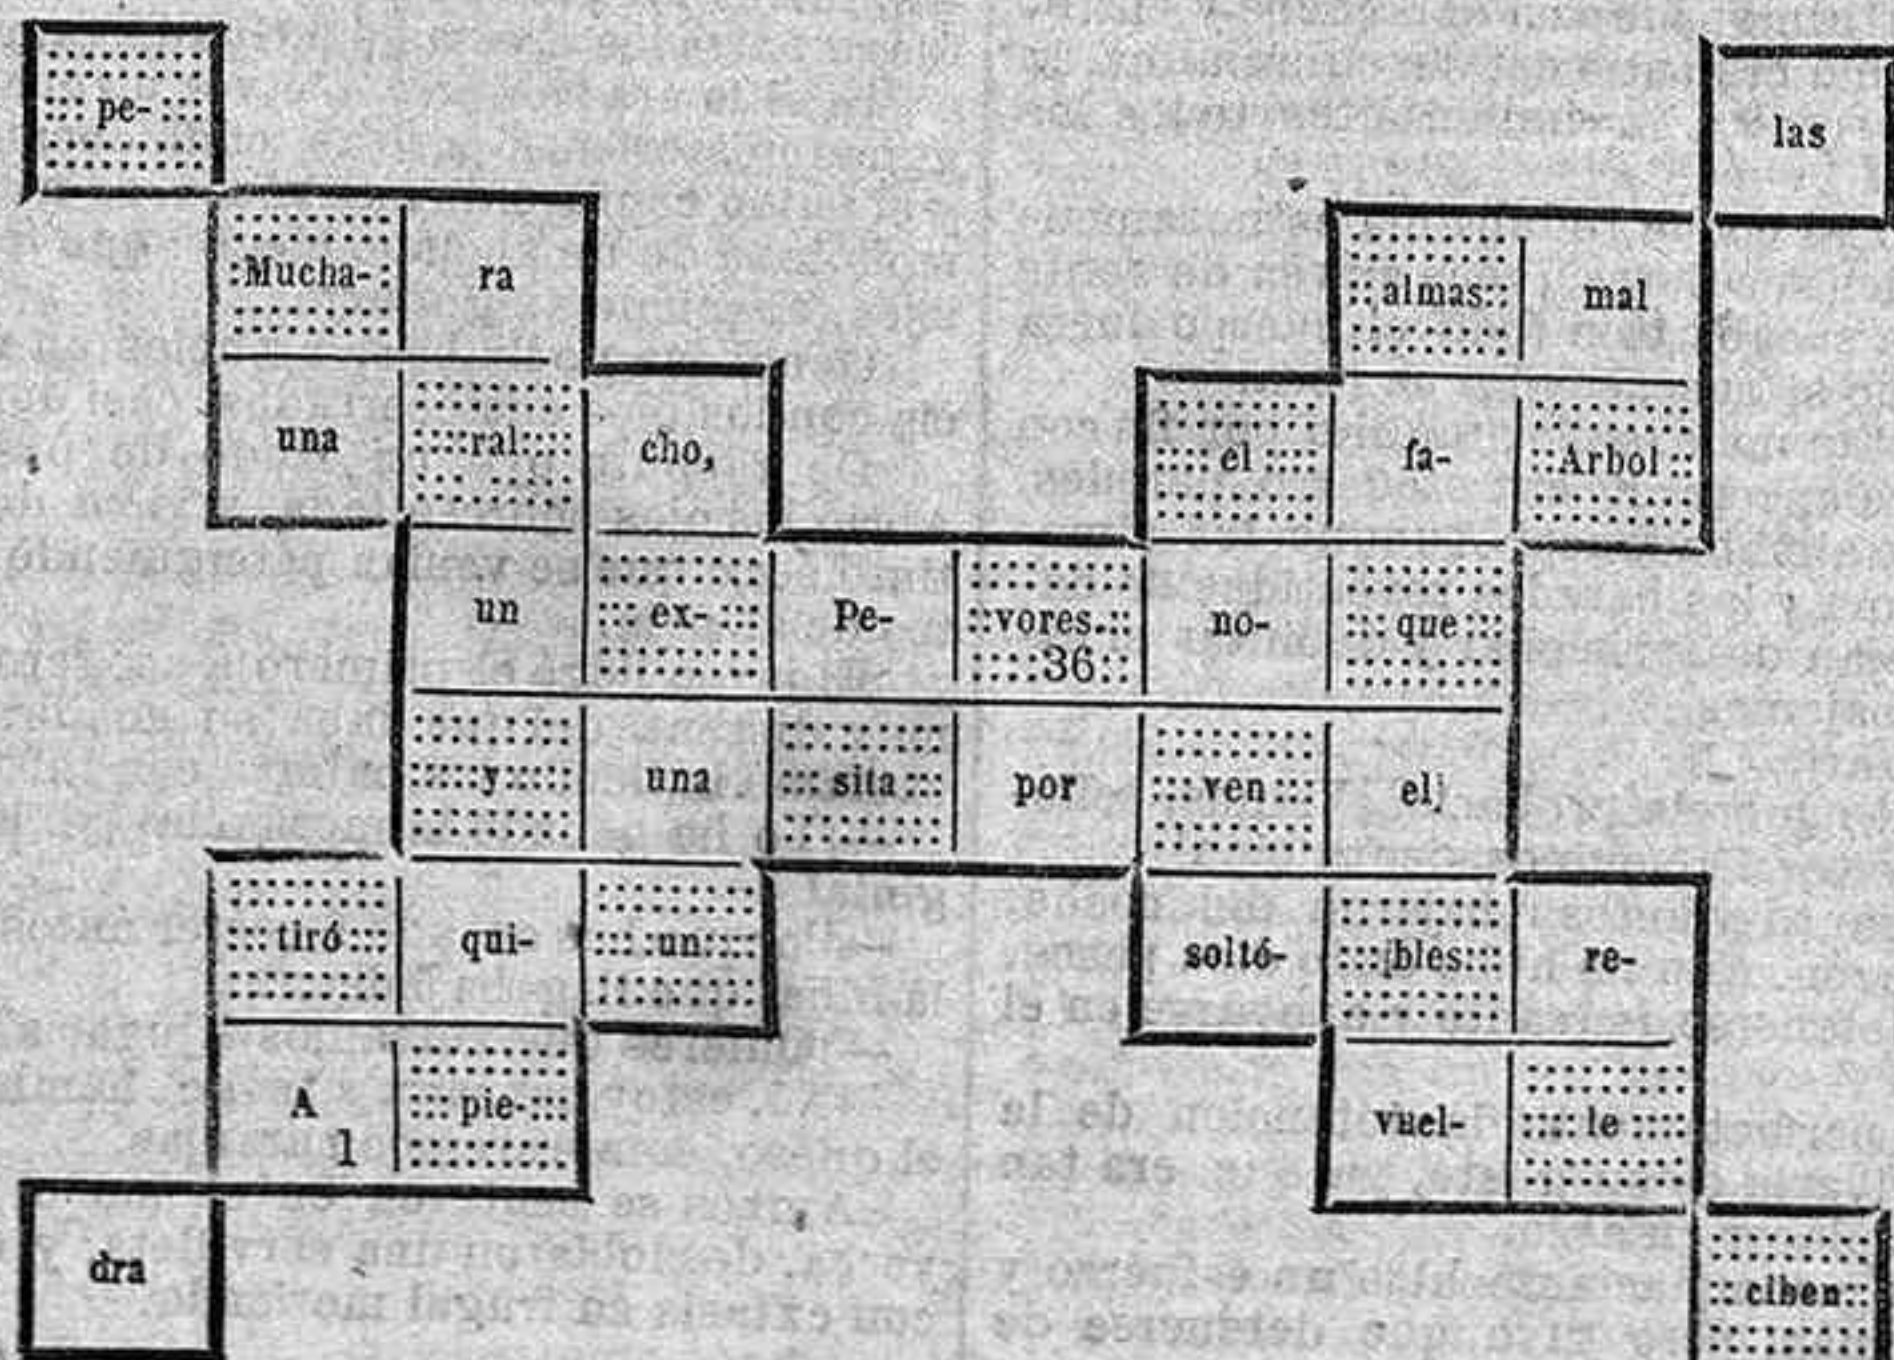 pe-
las
Mucha- ra
almas mal
una ral cho,
el fa- Arbol
un ex- Pe- vores. no- que
36
y una sita por ven el
tiró qui- un
soltó- bles re-
A pie-
1
vuel- le
dra
ciben